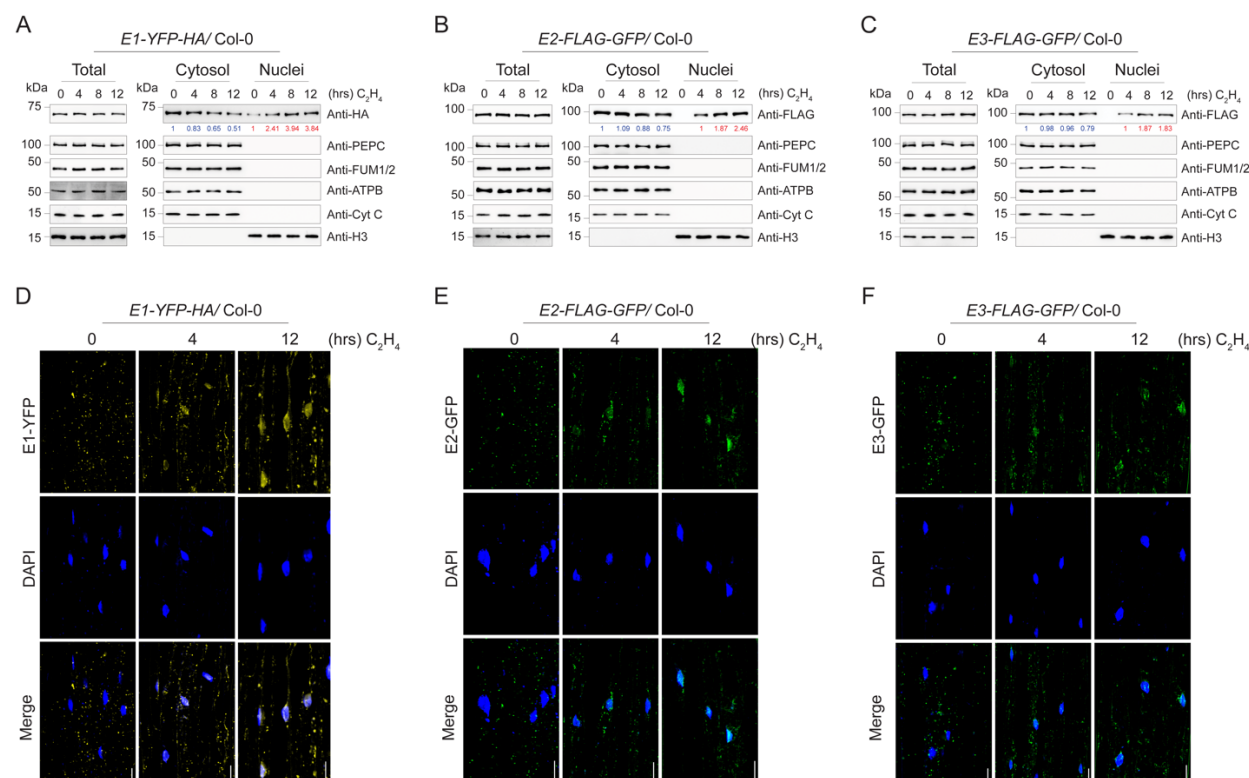 A
E1-YFP-HA/ Col-0
Total Cytosol Nuclei
kDa 0 4 8 12 kDa 0 4 8 12 0 4 8 12 (hrs) C2H4
75 75 Anti-HA
1 0.83 0.65 0.51 1 2.41 3.94 3.84
100 100 Anti-PEPC
50 50 Anti-FUM1/2
50 50 Anti-ATPB
15 15 Anti-Cyt C
15 15 Anti-H3
B
E2-FLAG-GFP/ Col-0
Total Cytosol Nuclei
kDa 0 4 8 12 kDa 0 4 8 12 0 4 8 12 (hrs) C2H4
100 100 Anti-FLAG
1 1.09 0.88 0.75 1 1.87 2.46
100 100 Anti-PEPC
50 50 Anti-FUM1/2
50 50 Anti-ATPB
15 15 Anti-Cyt C
15 15 Anti-H3
C
E3-FLAG-GFP/ Col-0
Total Cytosol Nuclei
kDa 0 4 8 12 kDa 0 4 8 12 0 4 8 12 (hrs) C2H4
100 100 Anti-FLAG
1 0.98 0.96 0.79 1 1.87 1.83
100 100 Anti-PEPC
50 50 Anti-FUM1/2
50 50 Anti-ATPB
15 15 Anti-Cyt C
15 15 Anti-H3
D
E1-YFP-HA/ Col-0
0 4 12 (hrs) C2H4
E1-YFP
DAPI
Merge
E
E2-FLAG-GFP/ Col-0
0 4 12 (hrs) C2H4
E2-GFP
DAPI
Merge
F
E3-FLAG-GFP/ Col-0
0 4 12 (hrs) C2H4
E3-GFP
DAPI
Merge